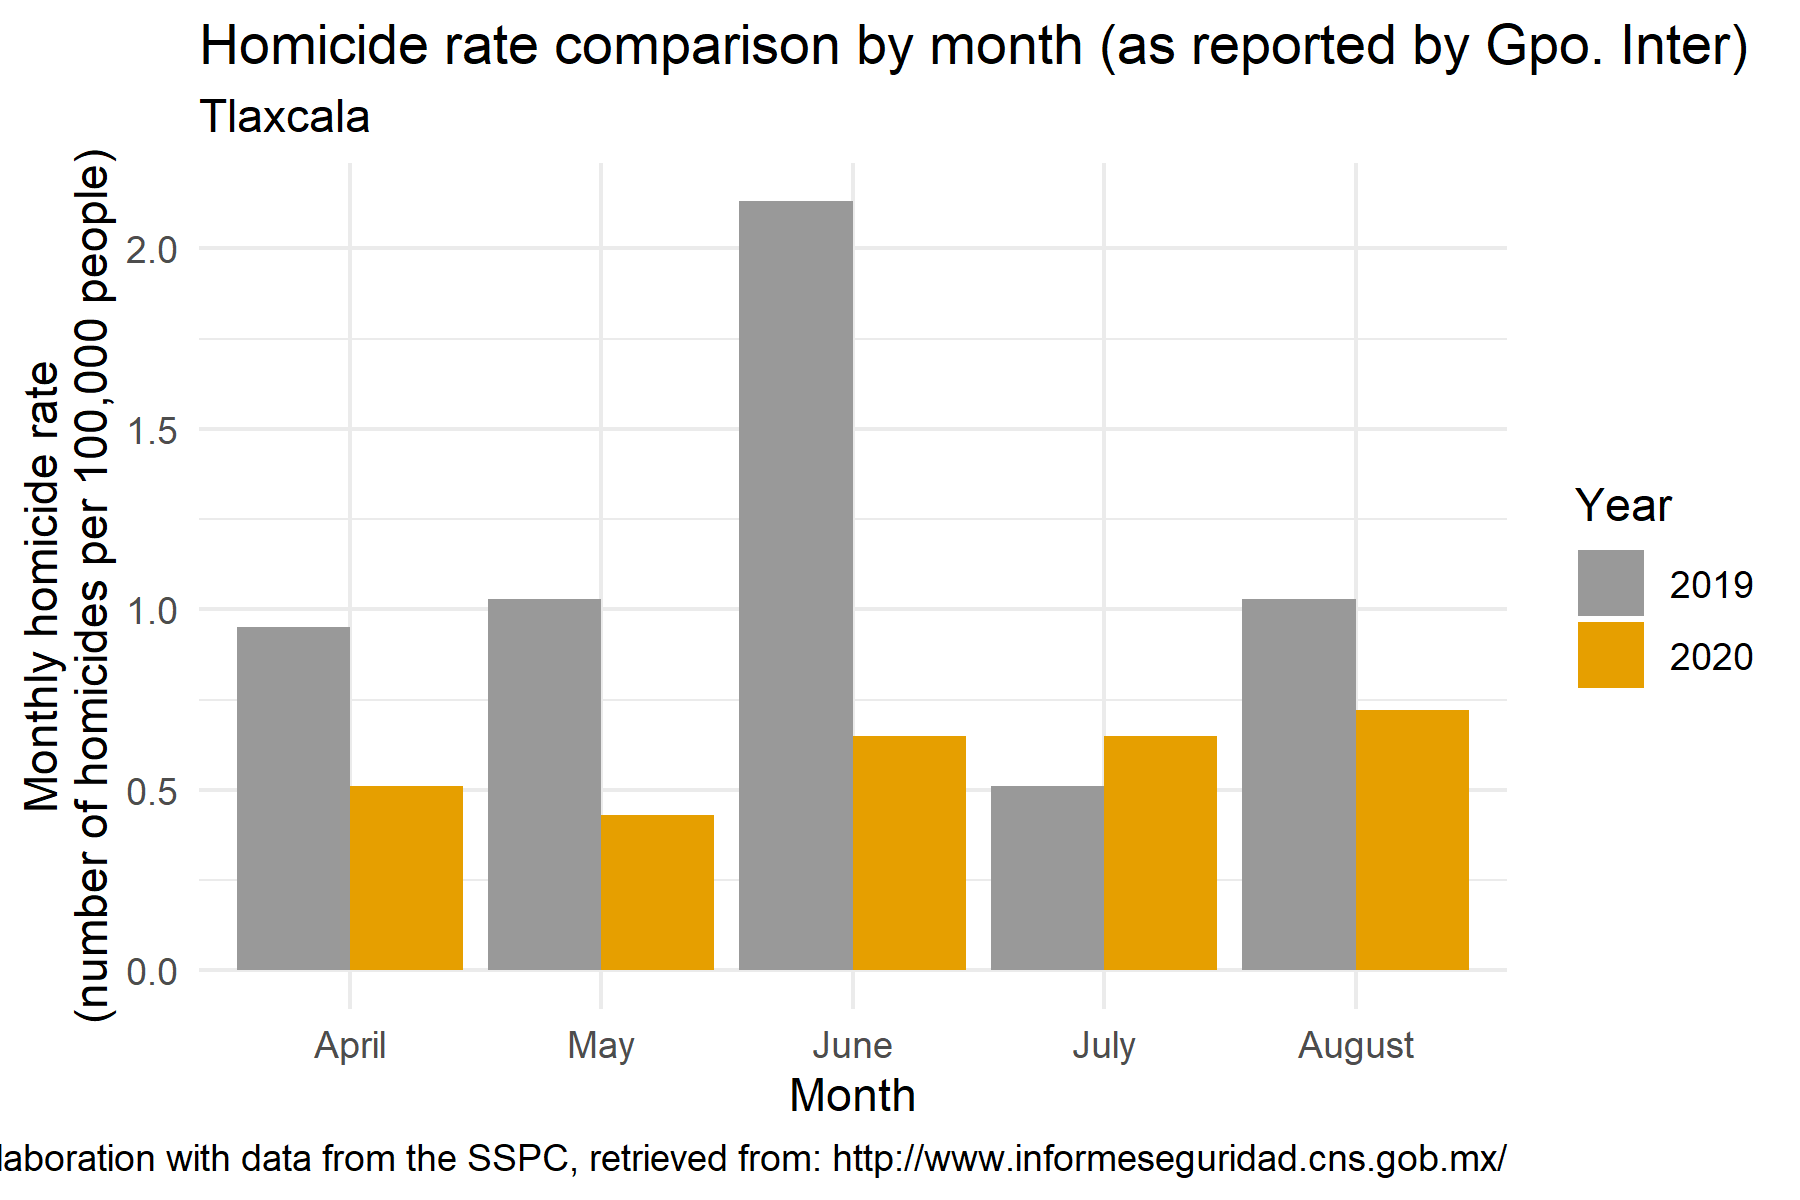 Homicide rate comparison by month (as reported by Gpo. Inter)
Tlaxcala
Monthly homicide rate
(number of homicides per 100,000 people)
2.0
1.5
1.0
0.5
0.0
April May June July August
Month
Year
2019
2020
laboration with data from the SSPC, retrieved from: http://www.informeseguridad.cns.gob.mx/